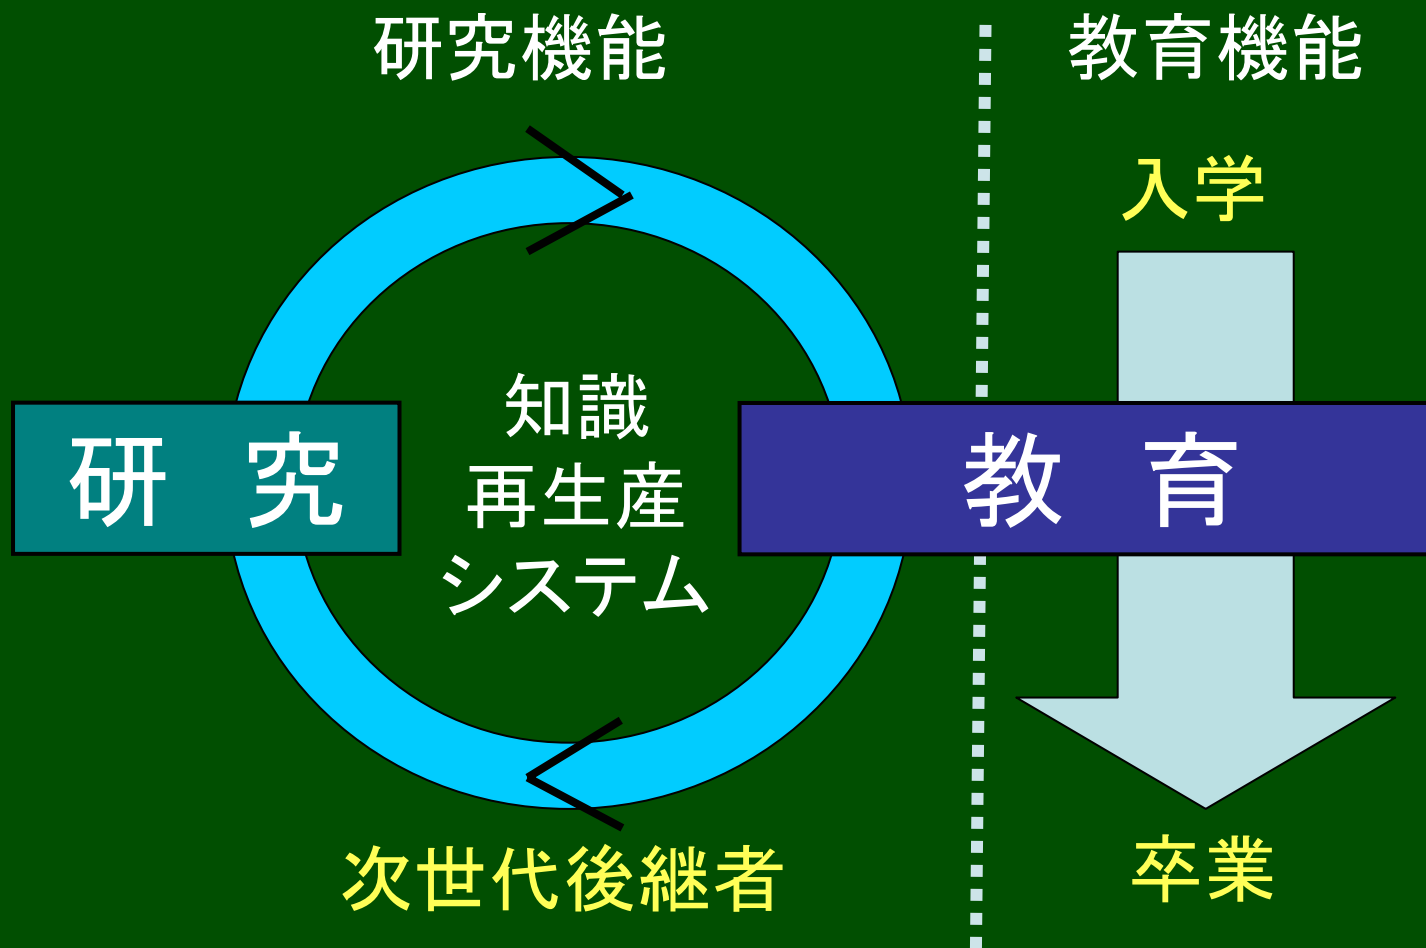 研究機能
教育機能
入学
知識
再生産
システム
研　究
教　育
次世代後継者
卒業